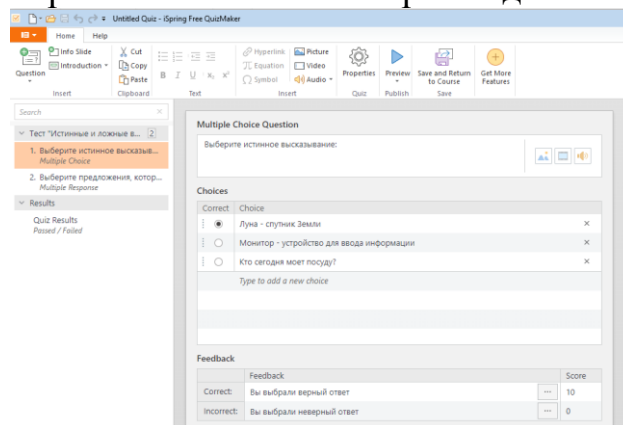 Untitled Quiz - iSpring Free QuizMaker
Home Help
Question
Info Slide
Introduction
Insert
Cut
Copy
Paste
Clipboard
B I U x₂ x²
Text
Hyperlink
Equation
Symbol
Picture
Video
Audio
Insert
Properties
Quiz
Preview
Publish
Save and Return
to Course
Save
Get More
Features
Search
Тест "Истинные и ложные в... 2
1. Выберите истинное высказыв...
Multiple Choice
2. Выберите предложения, котор...
Multiple Response
Results
Quiz Results
Passed / Failed
Multiple Choice Question
Выберите истинное высказывание:
Choices
Correct Choice
Луна - спутник Земли
Монитор - устройство для ввода информации
Кто сегодня моет посуду?
Type to add a new choice
Feedback
Feedback Score
Correct: Вы выбрали верный ответ ... 10
Incorrect: Вы выбрали неверный ответ ... 0